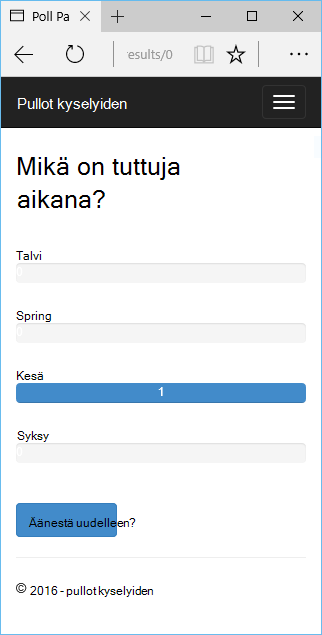 Poll Pa
results/0
Pullot kyselyiden
Mikä on tuttuja
aikana?
Talvi
0
Spring
0
Kesä
1
Syksy
0
Äänestä uudelleen?
© 2016 - pullot kyselyiden